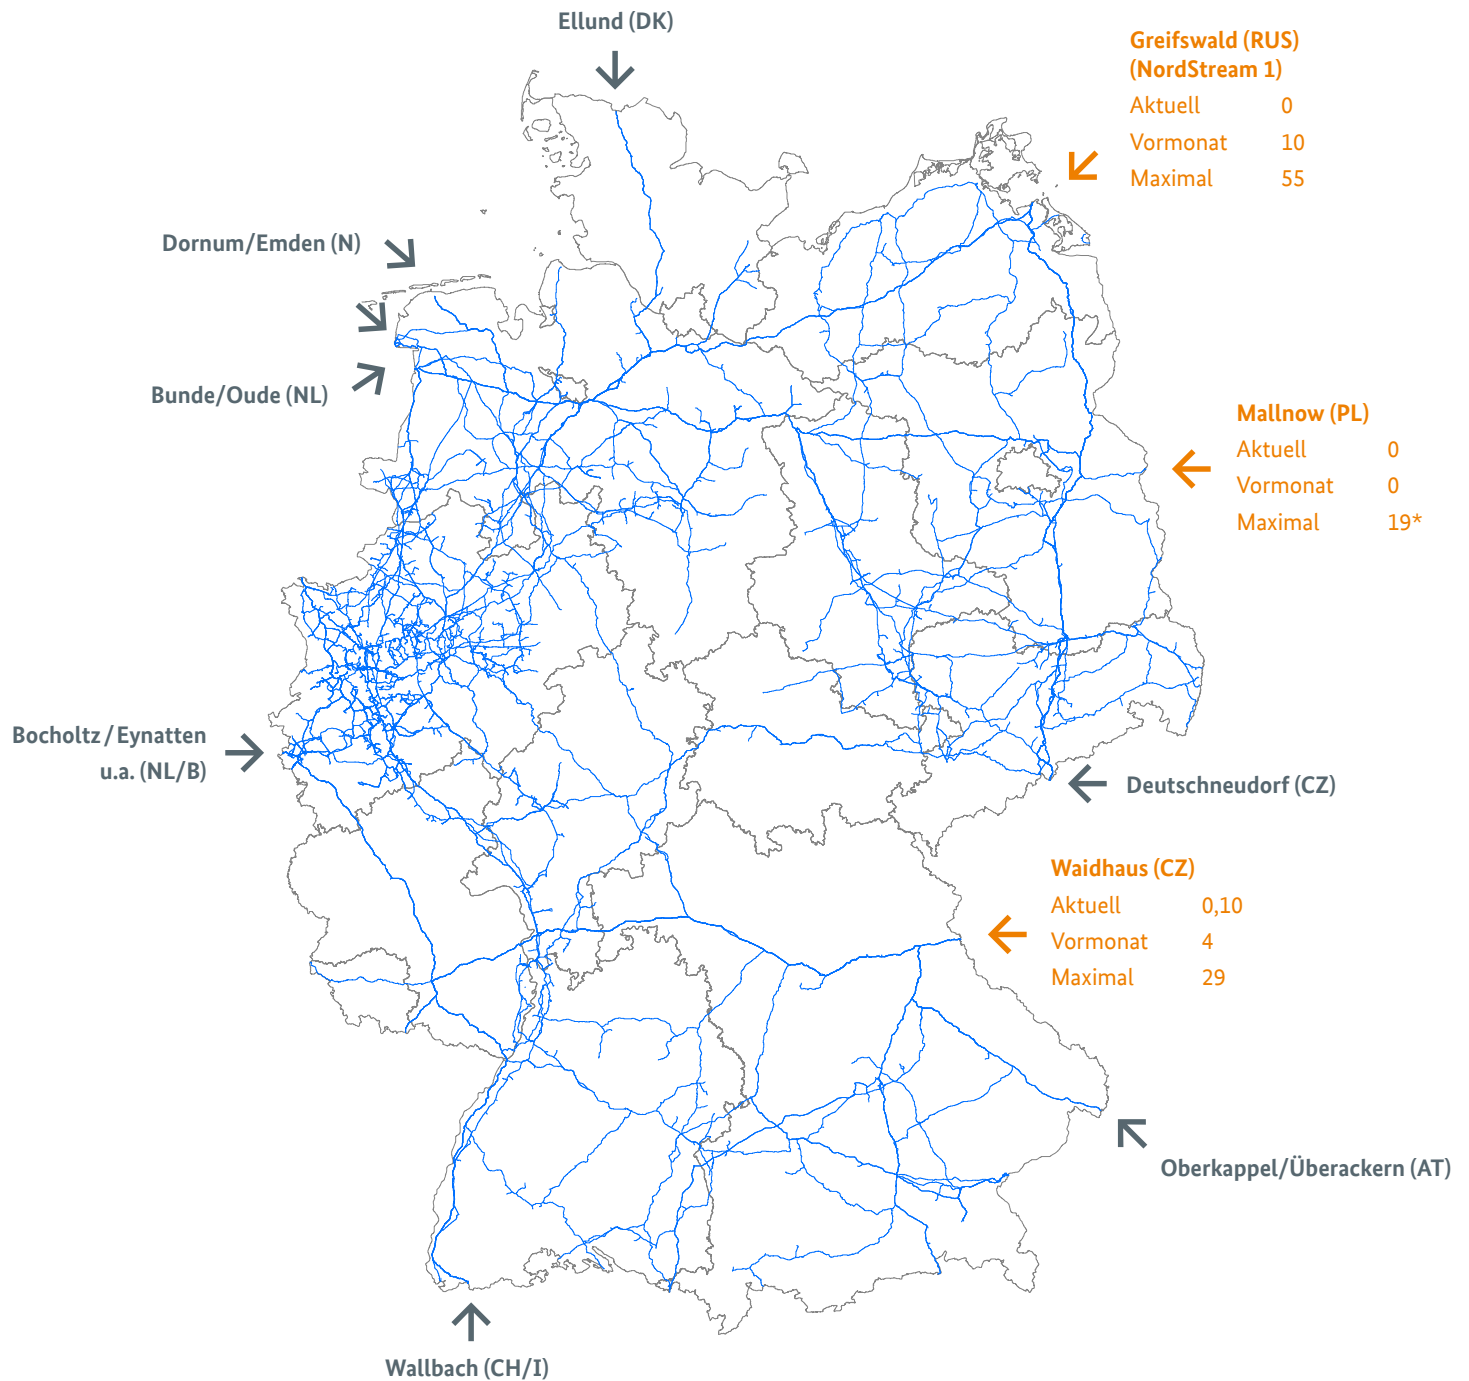 Ellund (DK)
Greifswald (RUS)
(NordStream 1)
Aktuell 0
Vormonat 10
Maximal 55
Dornum/Emden (N)
Bunde/Oude (NL)
Mallnow (PL)
Aktuell 0
Vormonat 0
Maximal 19*
Bocholtz / Eynatten
u.a. (NL/B)
Deutschneudorf (CZ)
Waidhaus (CZ)
Aktuell 0,10
Vormonat 4
Maximal 29
Oberkappel/Überackern (AT)
Wallbach (CH/I)